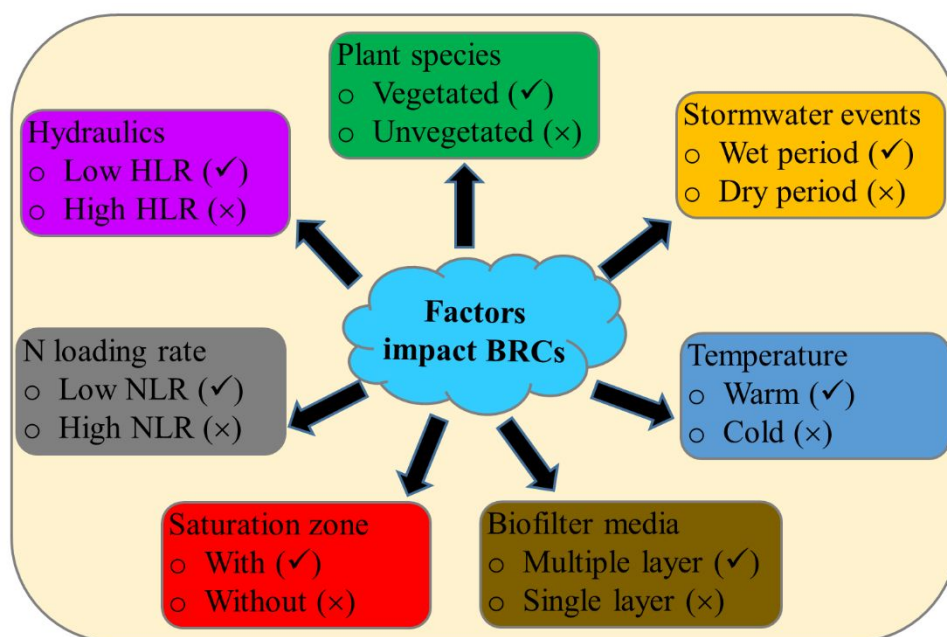 Plant species
o Vegetated (✓)
o Unvegetated (×)
Hydraulics
o Low HLR (✓)
o High HLR (×)
Stormwater events
o Wet period (✓)
o Dry period (×)
Factors
impact BRCs
N loading rate
o Low NLR (✓)
o High NLR (×)
Temperature
o Warm (✓)
o Cold (×)
Saturation zone
o With (✓)
o Without (×)
Biofilter media
o Multiple layer (✓)
o Single layer (×)